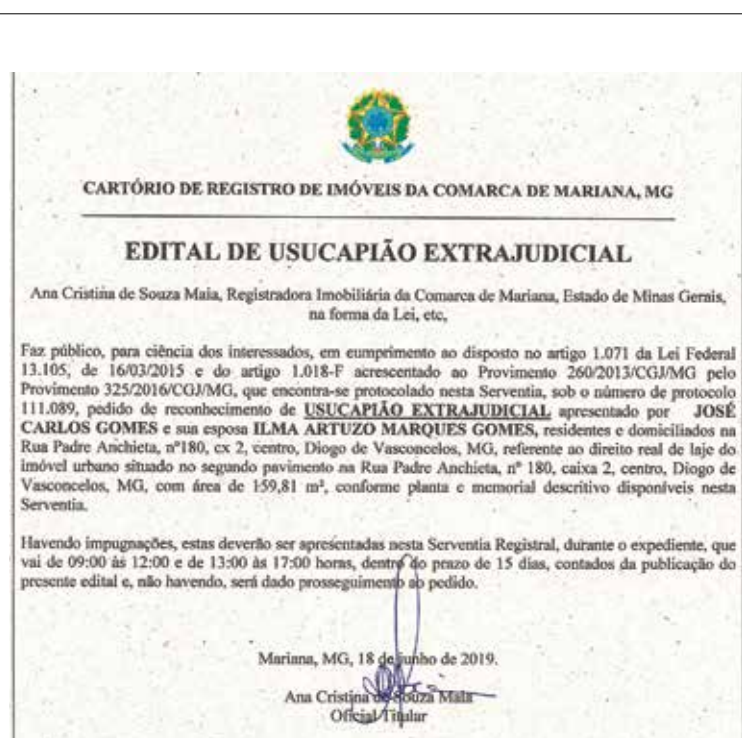 CARTÓRIO DE REGISTRO DE IMÓVEIS DA COMARCA DE MARIANA, MG
EDITAL DE USUCAPIÃO EXTRAJUDICIAL
Ana Cristina de Souza Maia, Registradora Imobiliária da Comarca de Mariana, Estado de Minas Gerais,
na forma da Lei, etc,
Faz público, para ciência dos interessados, em cumprimento ao disposto no artigo 1.071 da Lei Federal
13.105, de 16/03/2015 e do artigo 1.018-F acrescentado ao Provimento 260/2013/CGJ/MG pelo
Provimento 325/2016/CGJ/MG, que encontra-se protocolado nesta Serventia, sob o número de protocolo
111.089, pedido de reconhecimento de USUCAPIÃO EXTRAJUDICIAL apresentado por JOSÉ
CARLOS GOMES e sua esposa ILMA ARTUZO MARQUES GOMES, residentes e domiciliados na
Rua Padre Anchieta, nº180, cx 2, centro, Diogo de Vasconcelos, MG, referente ao direito real de laje do
imóvel urbano situado no segundo pavimento na Rua Padre Anchieta, nº 180, caixa 2, centro, Diogo de
Vasconcelos, MG, com área de 159,81 m², conforme planta e memorial descritivo disponíveis nesta
Serventia.
Havendo impugnações, estas deverão ser apresentadas nesta Serventia Registral, durante o expediente, que
vai de 09:00 às 12:00 e de 13:00 às 17:00 horas, dentro do prazo de 15 dias, contados da publicação do
presente edital e, não havendo, será dado prosseguimento ao pedido.
Mariana, MG, 18 de junho de 2019.
Ana Cristina de Souza Maia
Oficial Titular